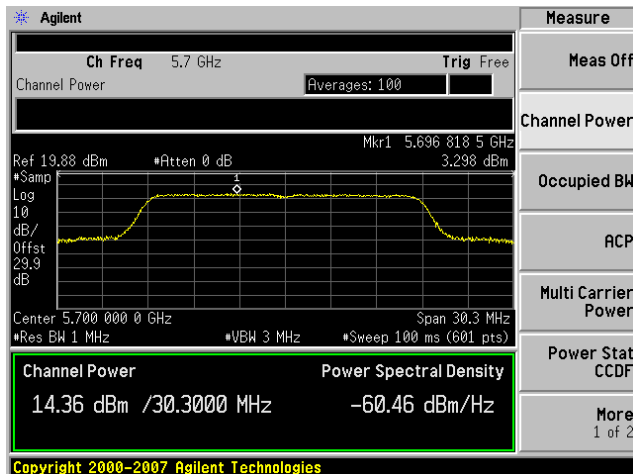 Agilent
Measure
Ch Freq 5.7 GHz Trig Free
Channel Power Averages: 100
Meas Off
Channel Power
Mkr1 5.696 818 5 GHz
Ref 19.88 dBm #Atten 0 dB 3.298 dBm
#Samp
Log
10
dB/
Offst
29.9
dB
1
Occupied BW
ACP
Multi Carrier
Power
Center 5.700 000 0 GHz Span 30.3 MHz
#Res BW 1 MHz #VBW 3 MHz #Sweep 100 ms (601 pts)
Power Stat
CCDF
Channel Power Power Spectral Density
14.36 dBm /30.3000 MHz -60.46 dBm/Hz
More
1 of 2
Copyright 2000-2007 Agilent Technologies